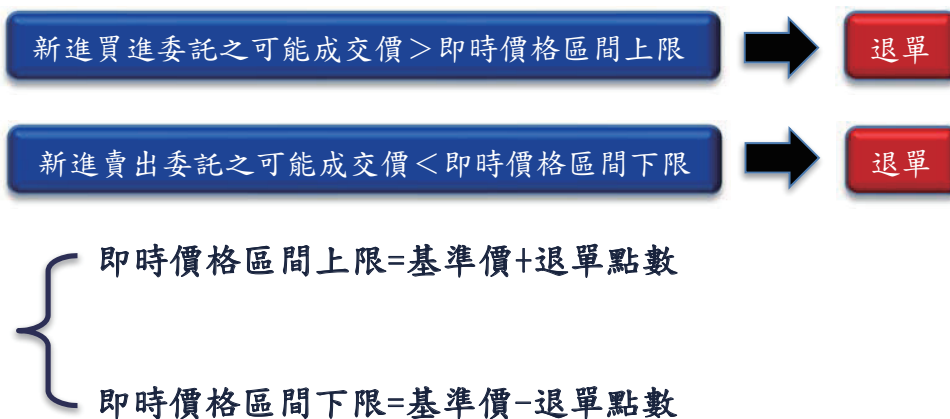 新進買進委託之可能成交價＞即時價格區間上限 退單
新進賣出委託之可能成交價＜即時價格區間下限 退單
即時價格區間上限=基準價+退單點數
即時價格區間下限=基準價-退單點數